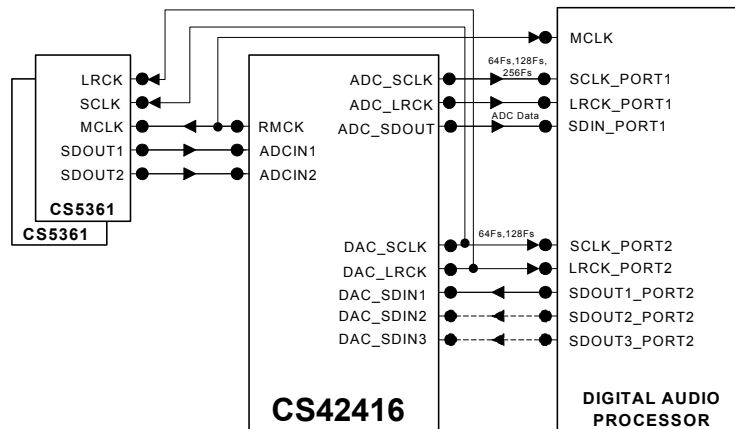 MCLK
LRCK
SCLK
MCLK
SDOUT1
SDOUT2
CS5361
CS5361
RMCK
ADCIN1
ADCIN2
ADC_SCLK
ADC_LRCK
ADC_SDOUT
64Fs,128Fs,
256Fs
ADC Data
SCLK_PORT1
LRCK_PORT1
SDIN_PORT1
DAC_SCLK
DAC_LRCK
DAC_SDIN1
DAC_SDIN2
DAC_SDIN3
64Fs,128Fs
SCLK_PORT2
LRCK_PORT2
SDOUT1_PORT2
SDOUT2_PORT2
SDOUT3_PORT2
CS42416
DIGITAL AUDIO
PROCESSOR